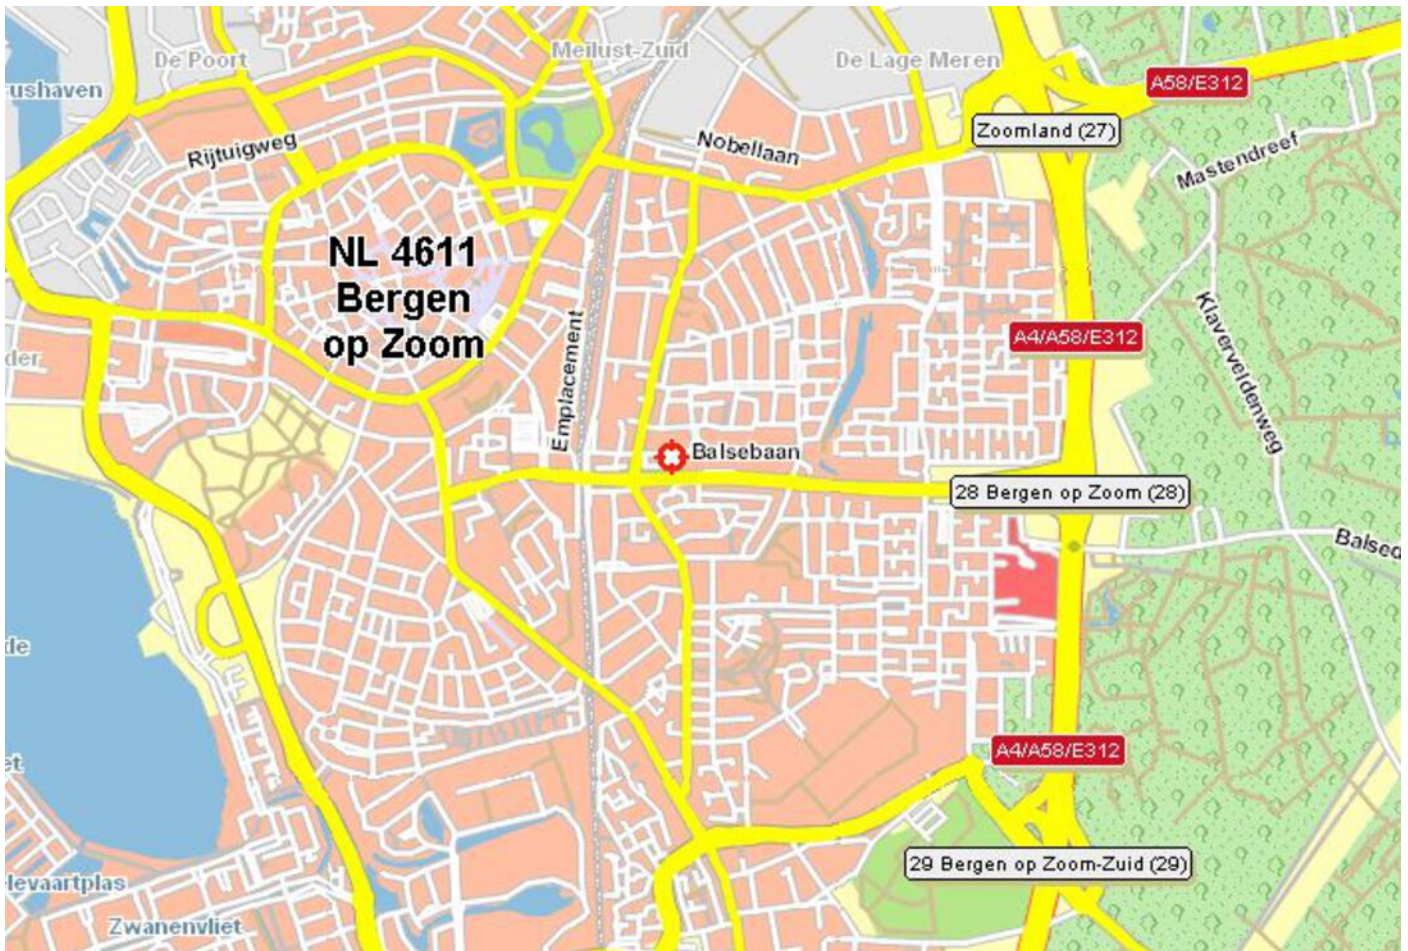 De Poort
Meilust-Zuid
De Lage Meren
A58/E312
ushaven
Zoomland (27)
Rijtuigweg
Nobellaan
Mastendreef
NL 4611
Bergen
op Zoom
Klaverveldenweg
A4/A58/E312
der
Emplacement
Balsebaan
28 Bergen op Zoom (28)
Balsed
de
A4/A58/E312
et
29 Bergen op Zoom-Zuid (29)
levaartplas
Zwanenvliet